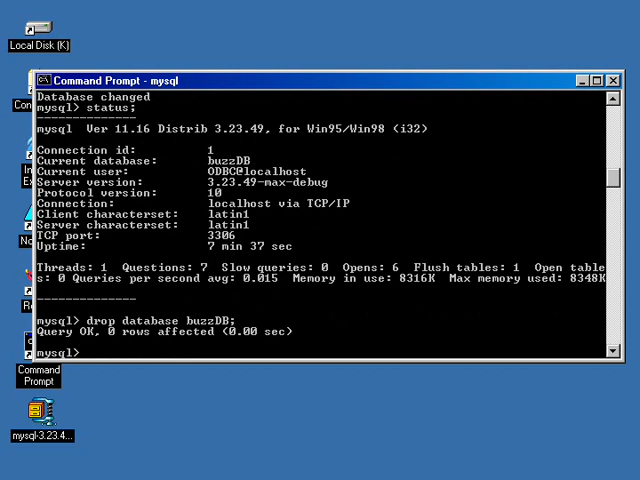 Local Disk (K)
Command Prompt - mysql
Database changed
mysql> status;
--------------
mysql  Ver 11.16 Distrib 3.23.49, for Win95/Win98 (i32)
Connection id:          1
Current database:       buzzDB
Current user:           ODBC@localhost
Server version:         3.23.49-max-debug
Protocol version:       10
Connection:             localhost via TCP/IP
Client characterset:    latin1
Server characterset:    latin1
TCP port:               3306
Uptime:                 7 min 37 sec
Threads: 1  Questions: 7  Slow queries: 0  Opens: 6  Flush tables: 1  Open table
s: 0 Queries per second avg: 0.015  Memory in use: 8316K  Max memory used: 8348K
--------------
mysql> drop database buzzDB;
Query OK, 0 rows affected (0.00 sec)
mysql>
Command
Prompt
mysql-3.23.4...